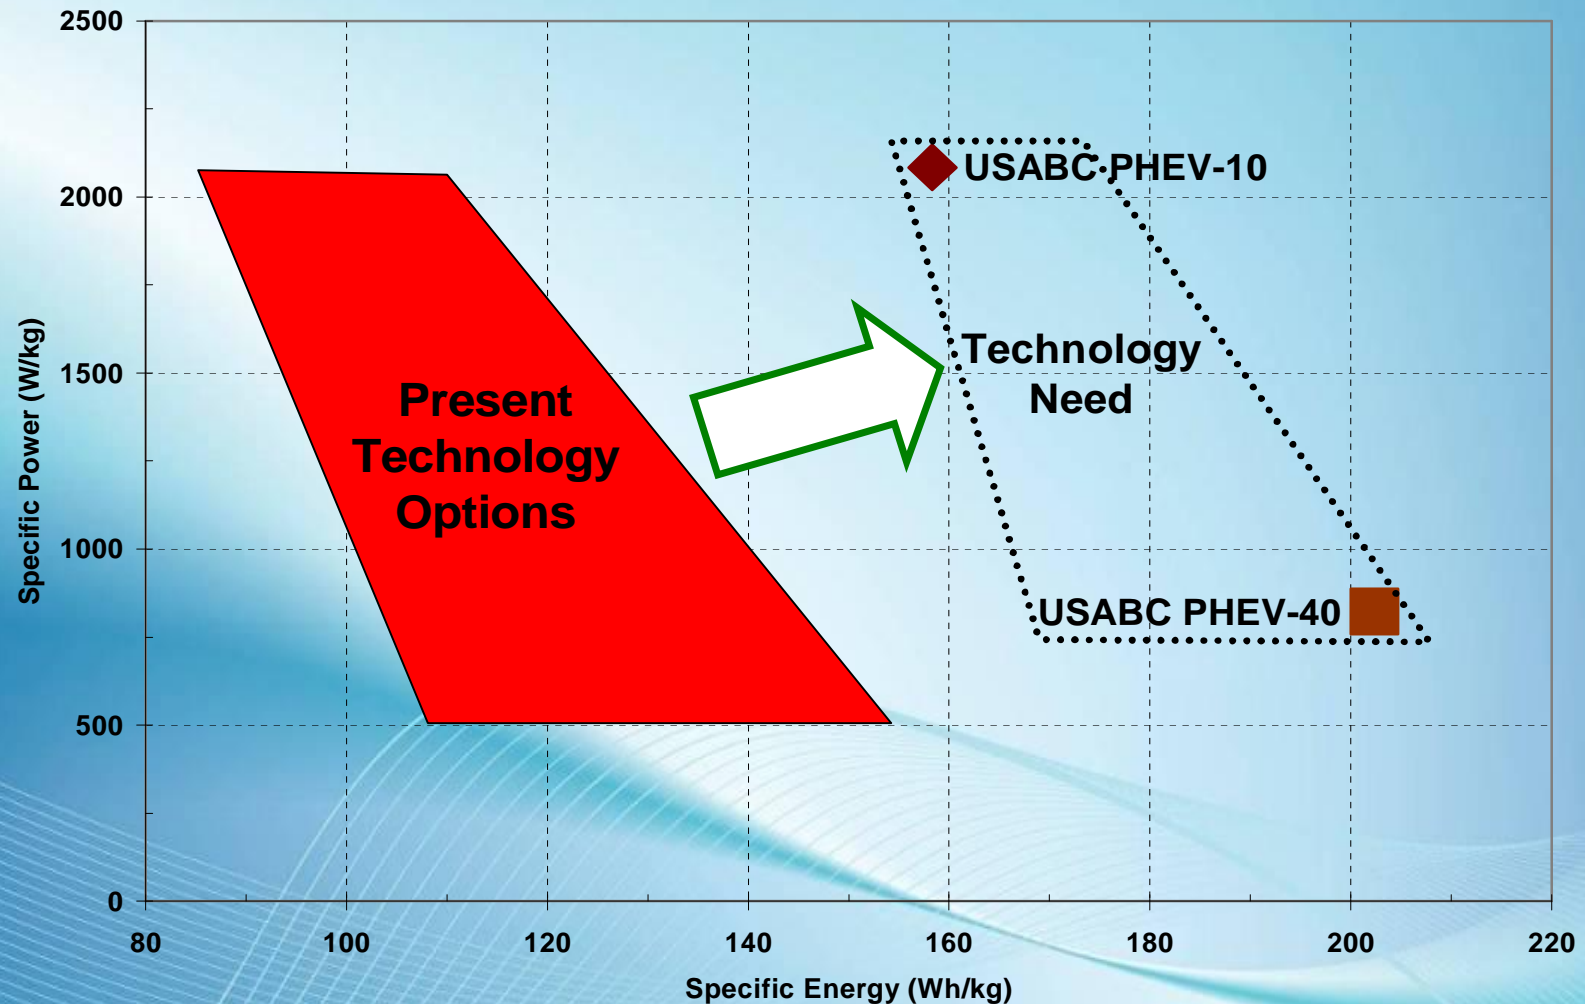 2500
2000
1500
1000
500
0
Specific Power (W/kg)
USABC PHEV-10
Technology
Need
Present
Technology
Options
USABC PHEV-40
80
100
120
140
160
180
200
220
Specific Energy (Wh/kg)